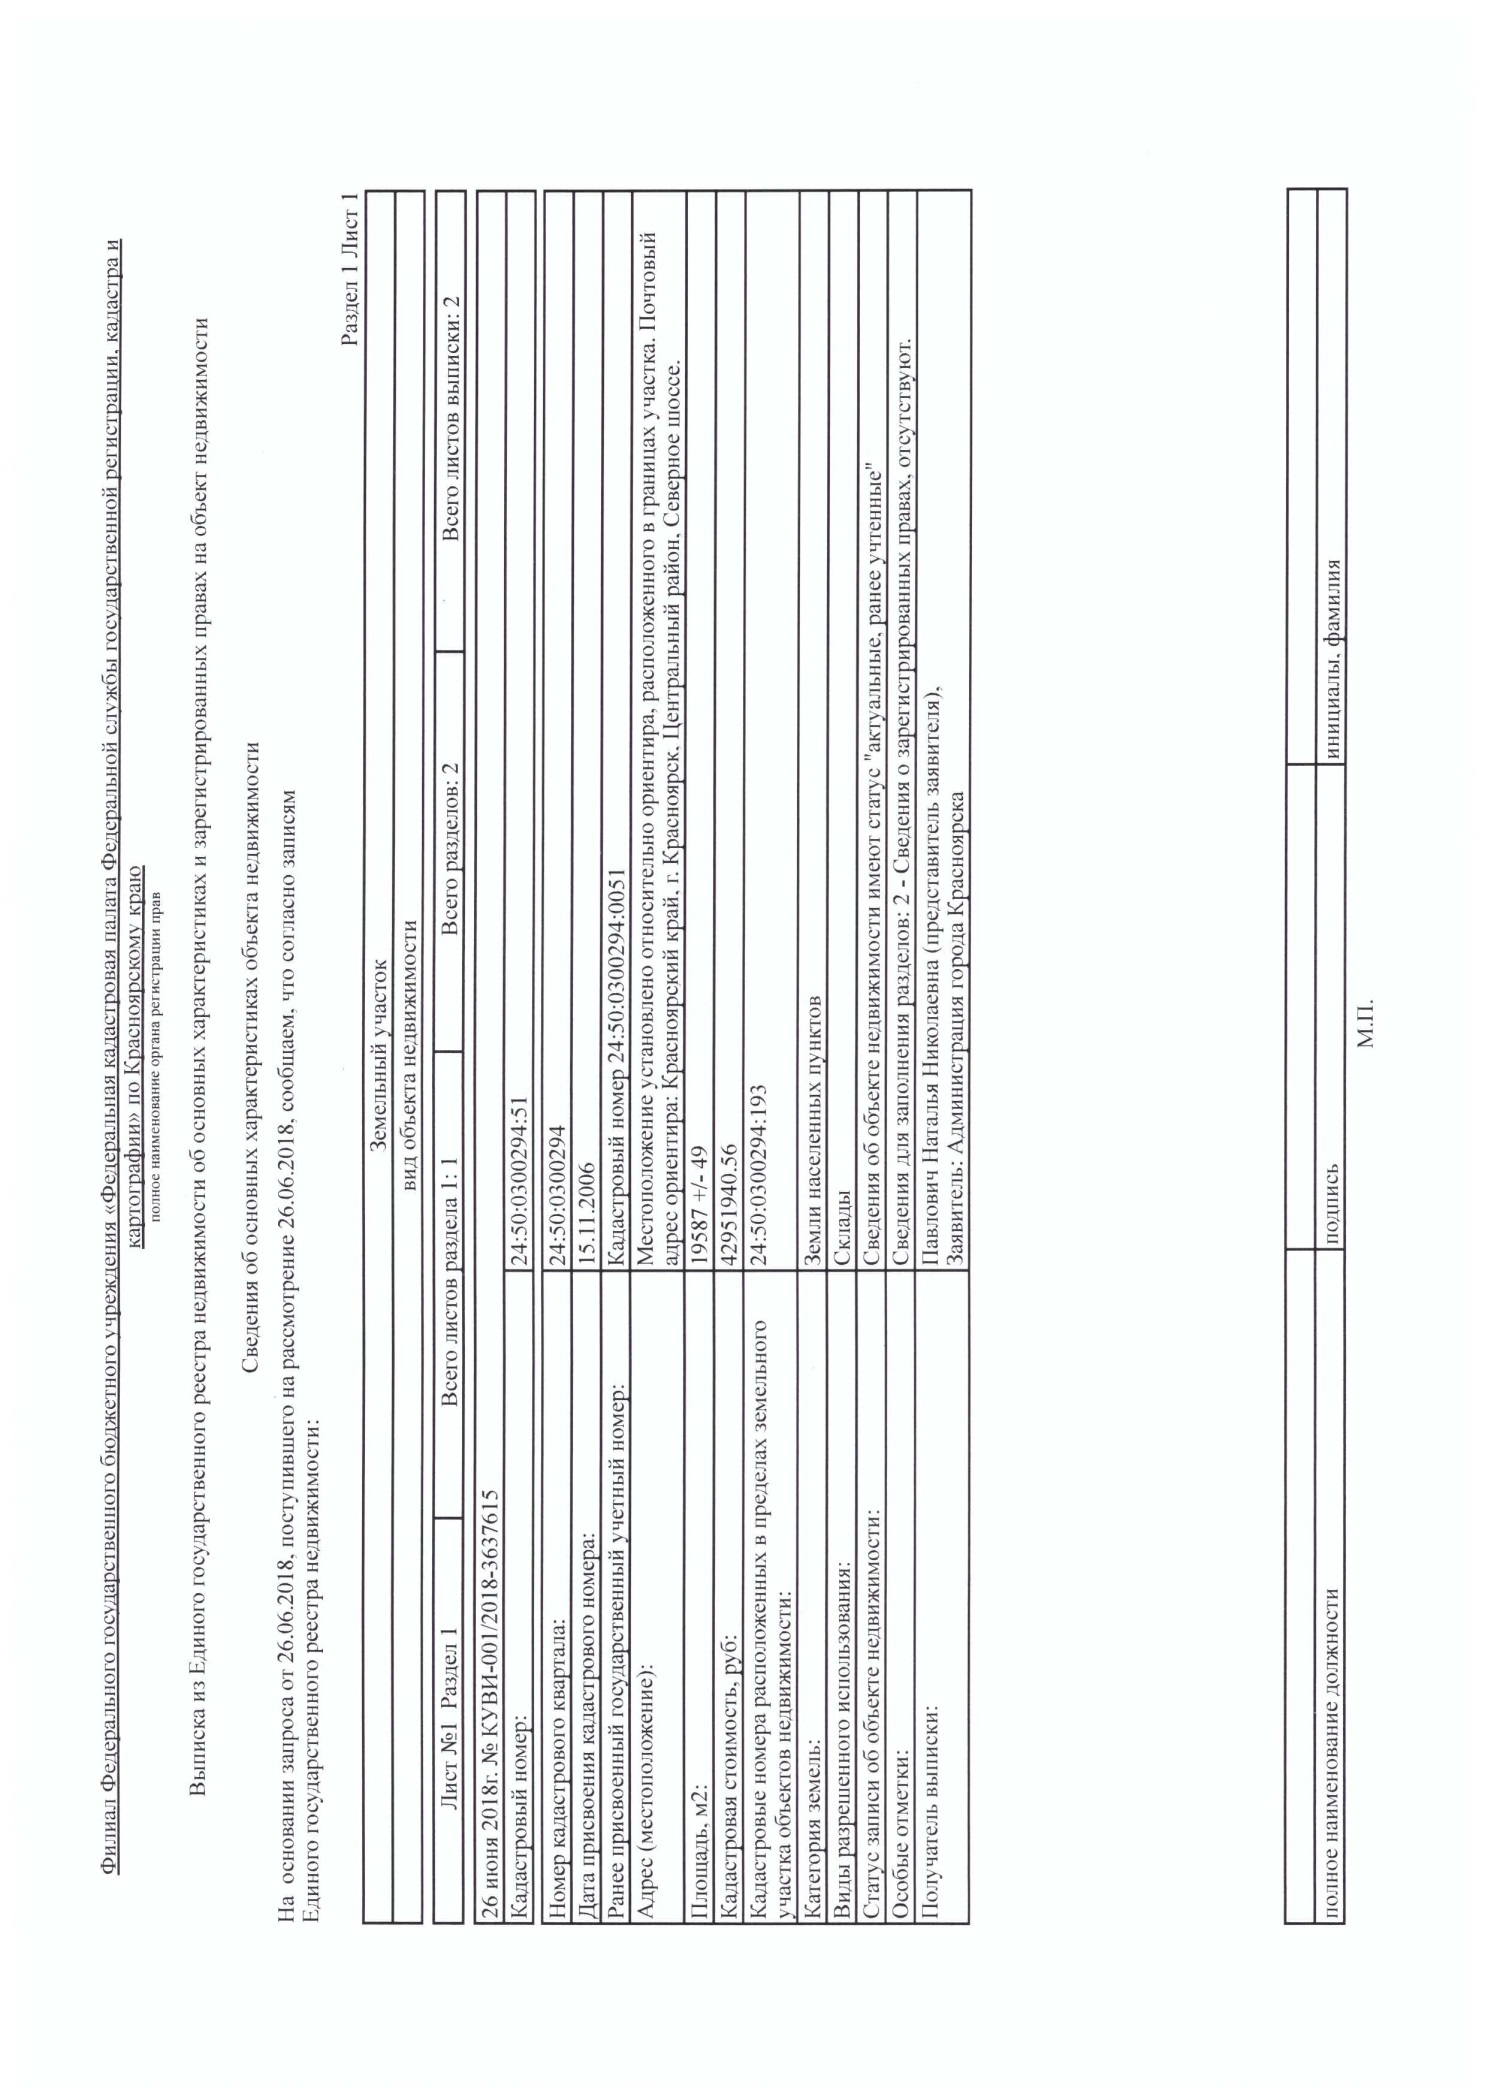 Филиал Федерального государственного бюджетного учреждения «Федеральная кадастровая палата Федеральной службы государственной регистрации, кадастра и
картографии» по Красноярскому краю
полное наименование органа регистрации прав
Выписка из Единого государственного реестра недвижимости об основных характеристиках и зарегистрированных правах на объект недвижимости
Сведения об основных характеристиках объекта недвижимости
На основании запроса от 26.06.2018, поступившего на рассмотрение 26.06.2018, сообщаем, что согласно записям
Единого государственного реестра недвижимости:
Раздел 1 Лист 1
Земельный участок
вид объекта недвижимости
Лист №1 Раздел 1 Всего листов раздела 1: 1 Всего разделов: 2 Всего листов выписки: 2
26 июня 2018г. № КУВИ-001/2018-3637615
Кадастровый номер: 24:50:0300294:51
Номер кадастрового квартала: 24:50:0300294
Дата присвоения кадастрового номера: 15.11.2006
Ранее присвоенный государственный учетный номер: Кадастровый номер 24:50:0300294:0051
Адрес (местоположение): Местоположение установлено относительно ориентира, расположенного в границах участка. Почтовый
адрес ориентира: Красноярский край, г. Красноярск, Центральный район, Северное шоссе.
Площадь, м2: 19587 +/- 49
Кадастровая стоимость, руб: 42951940.56
Кадастровые номера расположенных в пределах земельного 24:50:0300294:193
участка объектов недвижимости:
Категория земель: Земли населенных пунктов
Виды разрешенного использования: Склады
Статус записи об объекте недвижимости: Сведения об объекте недвижимости имеют статус "актуальные, ранее учтенные"
Особые отметки: Сведения для заполнения разделов: 2 - Сведения о зарегистрированных правах, отсутствуют.
Получатель выписки: Павлович Наталья Николаевна (представитель заявителя),
Заявитель: Администрация города Красноярска
полное наименование должности подпись инициалы, фамилия
М.П.